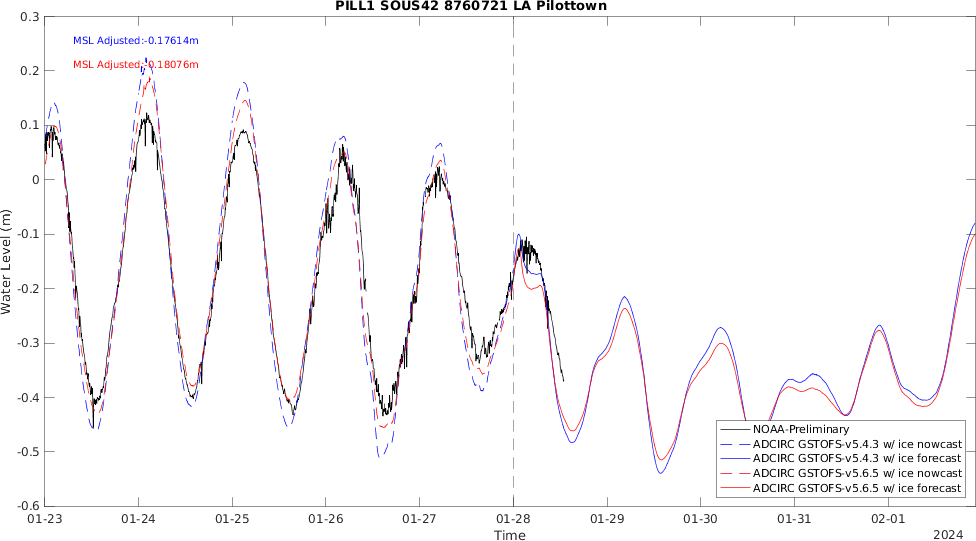 PILL1 SOUS42 8760721 LA Pilottown
0.3
MSL Adjusted:-0.17614m
MSL Adjusted:-0.18076m
0.2
0.1
0
-0.1
-0.2
-0.3
-0.4
-0.5
-0.6
Water Level (m)
NOAA-Preliminary
ADCIRC GSTOFS-v5.4.3 w/ ice nowcast
ADCIRC GSTOFS-v5.4.3 w/ ice forecast
ADCIRC GSTOFS-v5.6.5 w/ ice nowcast
ADCIRC GSTOFS-v5.6.5 w/ ice forecast
01-23 01-24 01-25 01-26 01-27 01-28 01-29 01-30 01-31 02-01
Time
2024